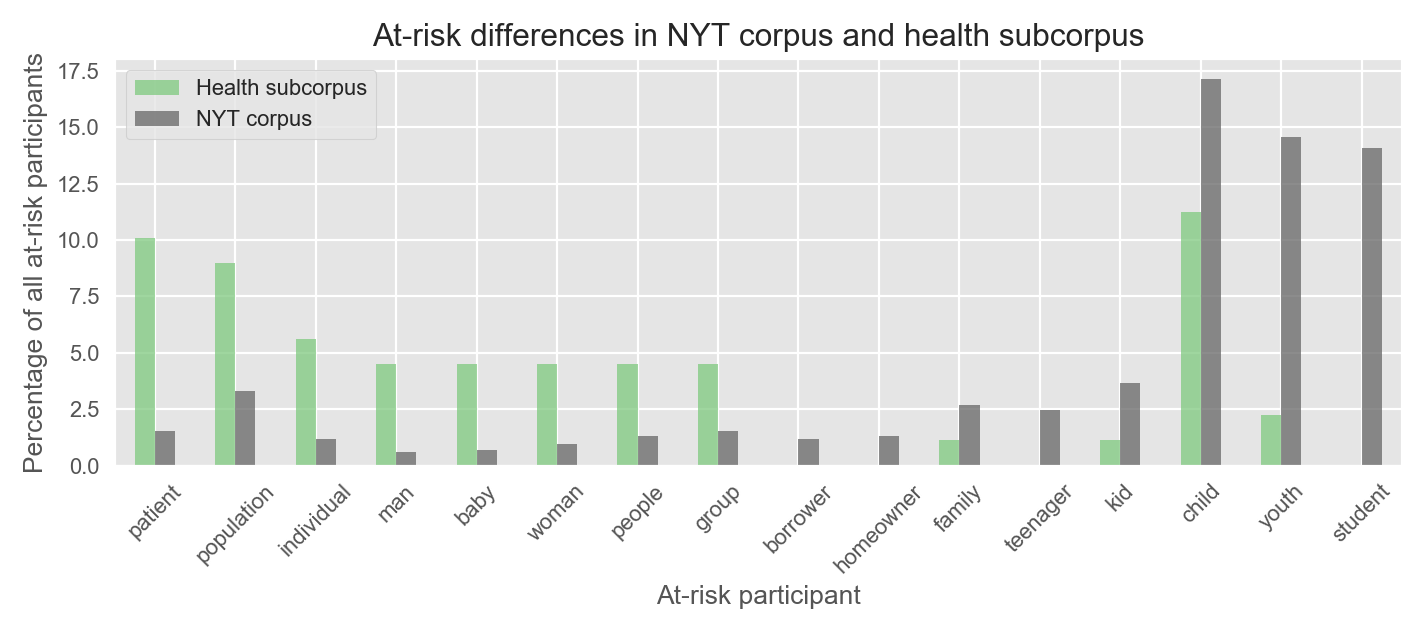 At-risk differences in NYT corpus and health subcorpus
Health subcorpus
NYT corpus
Percentage of all at-risk participants
17.5
15.0
12.5
10.0
7.5
5.0
2.5
0.0
patient
population
individual
man
baby
woman
people
group
borrower
homeowner
family
teenager
kid
child
youth
student
At-risk participant